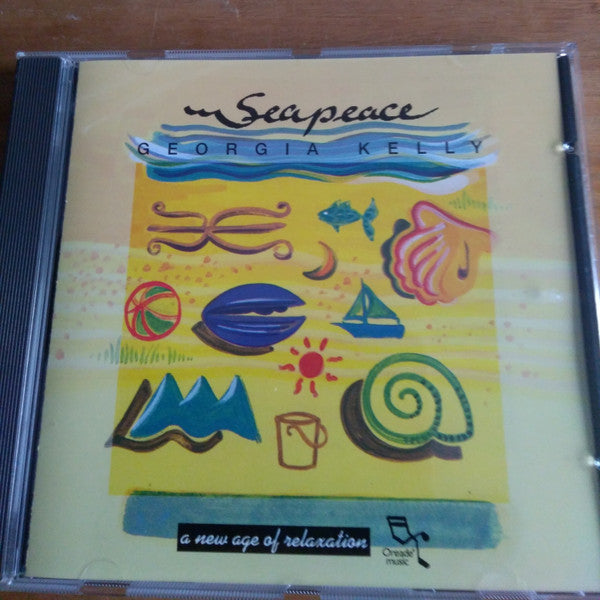 Seapeace
GEORGIA KELLY
a new age of relaxation
Oreade
music